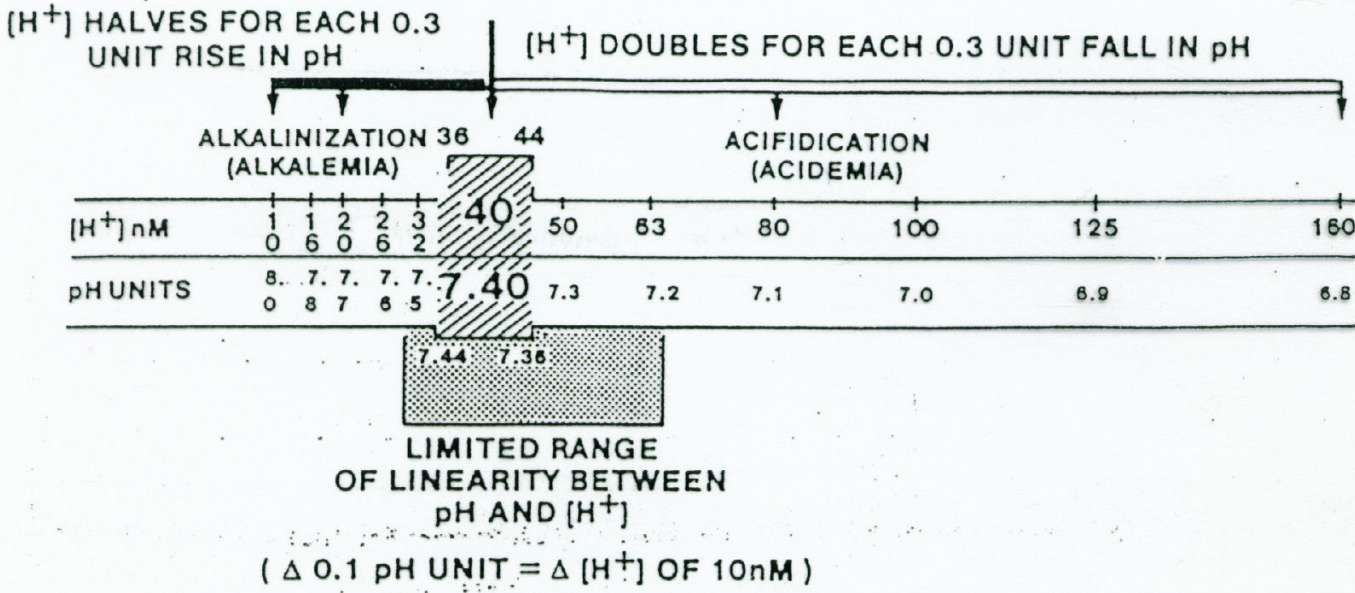 [H+] HALVES FOR EACH 0.3
UNIT RISE IN pH
[H+] DOUBLES FOR EACH 0.3 UNIT FALL IN pH
ALKALINIZATION
(ALKALEMIA)
36 44
ACIFIDICATION
(ACIDEMIA)
[H+] nM 10 16 20 26 32 40 50 63 80 100 125 160
pH UNITS 8.0 7.8 7.7 7.6 7.5 7.40 7.3 7.2 7.1 7.0 6.9 6.8
7.44 7.36
LIMITED RANGE
OF LINEARITY BETWEEN
pH AND [H+]
( Δ 0.1 pH UNIT = Δ [H+] OF 10nM )